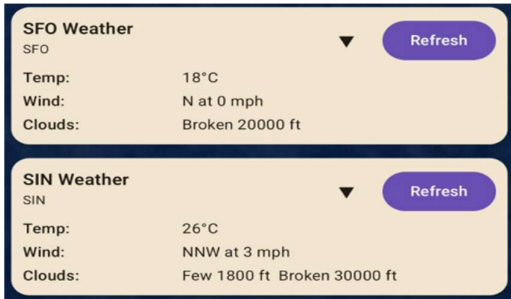 SFO Weather
SFO
Refresh
Temp: 18°C
Wind: N at 0 mph
Clouds: Broken 20000 ft
SIN Weather
SIN
Refresh
Temp: 26°C
Wind: NNW at 3 mph
Clouds: Few 1800 ft Broken 30000 ft